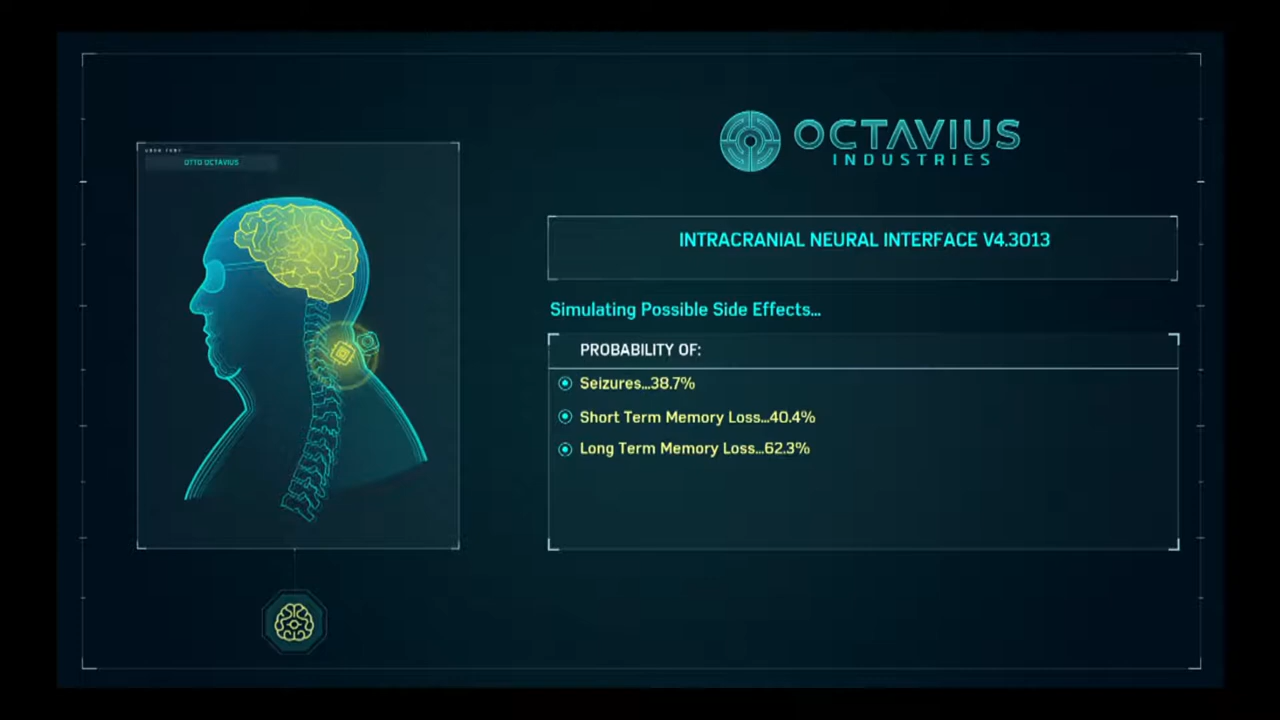 OTTO OCTAVIUS
OCTAVIUS
INDUSTRIES
INTRACRANIAL NEURAL INTERFACE V4.3013
Simulating Possible Side Effects...
PROBABILITY OF:
Seizures...38.7%
Short Term Memory Loss...40.4%
Long Term Memory Loss...62.3%